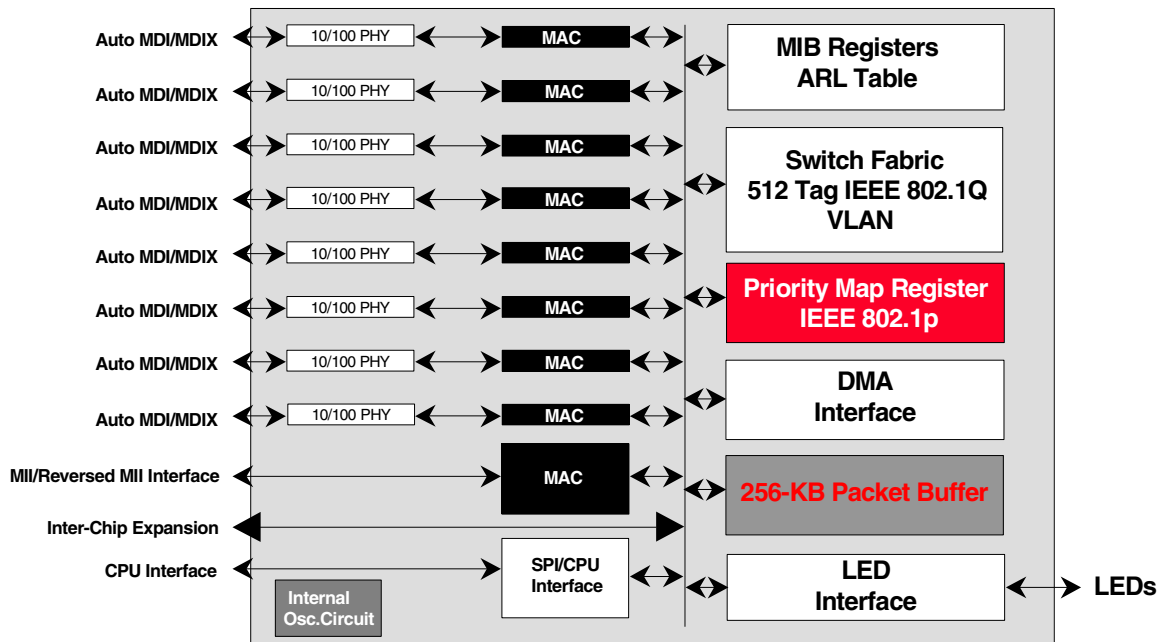 Auto MDI/MDIX
10/100 PHY
MAC
Auto MDI/MDIX
10/100 PHY
MAC
Auto MDI/MDIX
10/100 PHY
MAC
Auto MDI/MDIX
10/100 PHY
MAC
Auto MDI/MDIX
10/100 PHY
MAC
Auto MDI/MDIX
10/100 PHY
MAC
Auto MDI/MDIX
10/100 PHY
MAC
Auto MDI/MDIX
10/100 PHY
MAC
MII/Reversed MII Interface
MAC
Inter-Chip Expansion
CPU Interface
SPI/CPU
Interface
Internal
Osc.Circuit
MIB Registers
ARL Table
Switch Fabric
512 Tag IEEE 802.1Q
VLAN
Priority Map Register
IEEE 802.1p
DMA
Interface
256-KB Packet Buffer
LED
Interface
LEDs